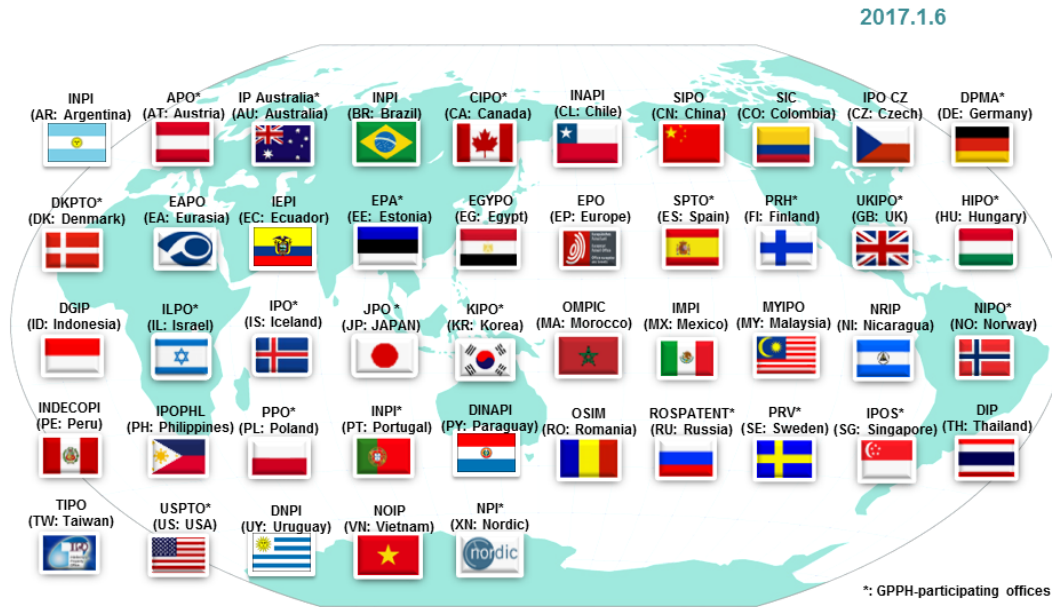 2017.1.6
INPI
(AR: Argentina)
APO*
(AT: Austria)
IP Australia*
(AU: Australia)
INPI
(BR: Brazil)
CIPO*
(CA: Canada)
INAPI
(CL: Chile)
SIPO
(CN: China)
SIC
(CO: Colombia)
IPO CZ
(CZ: Czech)
DPMA*
(DE: Germany)
DKPTO*
(DK: Denmark)
EAPO
(EA: Eurasia)
IEPI
(EC: Ecuador)
EPA*
(EE: Estonia)
EGYPO
(EG: Egypt)
EPO
(EP: Europe)
SPTO*
(ES: Spain)
PRH*
(FI: Finland)
UKIPO*
(GB: UK)
HIPO*
(HU: Hungary)
DGIP
(ID: Indonesia)
ILPO*
(IL: Israel)
IPO*
(IS: Iceland)
JPO *
(JP: JAPAN)
KIPO*
(KR: Korea)
OMPIC
(MA: Morocco)
IMPI
(MX: Mexico)
MYIPO
(MY: Malaysia)
NRIP
(NI: Nicaragua)
NIPO*
(NO: Norway)
INDECOPI
(PE: Peru)
IPOPHL
(PH: Philippines)
PPO*
(PL: Poland)
INPI*
(PT: Portugal)
DINAPI
(PY: Paraguay)
OSIM
(RO: Romania)
ROSPATENT*
(RU: Russia)
PRV*
(SE: Sweden)
IPOS*
(SG: Singapore)
DIP
(TH: Thailand)
TIPO
(TW: Taiwan)
USPTO*
(US: USA)
DNPI
(UY: Uruguay)
NOIP
(VN: Vietnam)
NPI*
(XN: Nordic)
nordic
*: GPPH-participating offices